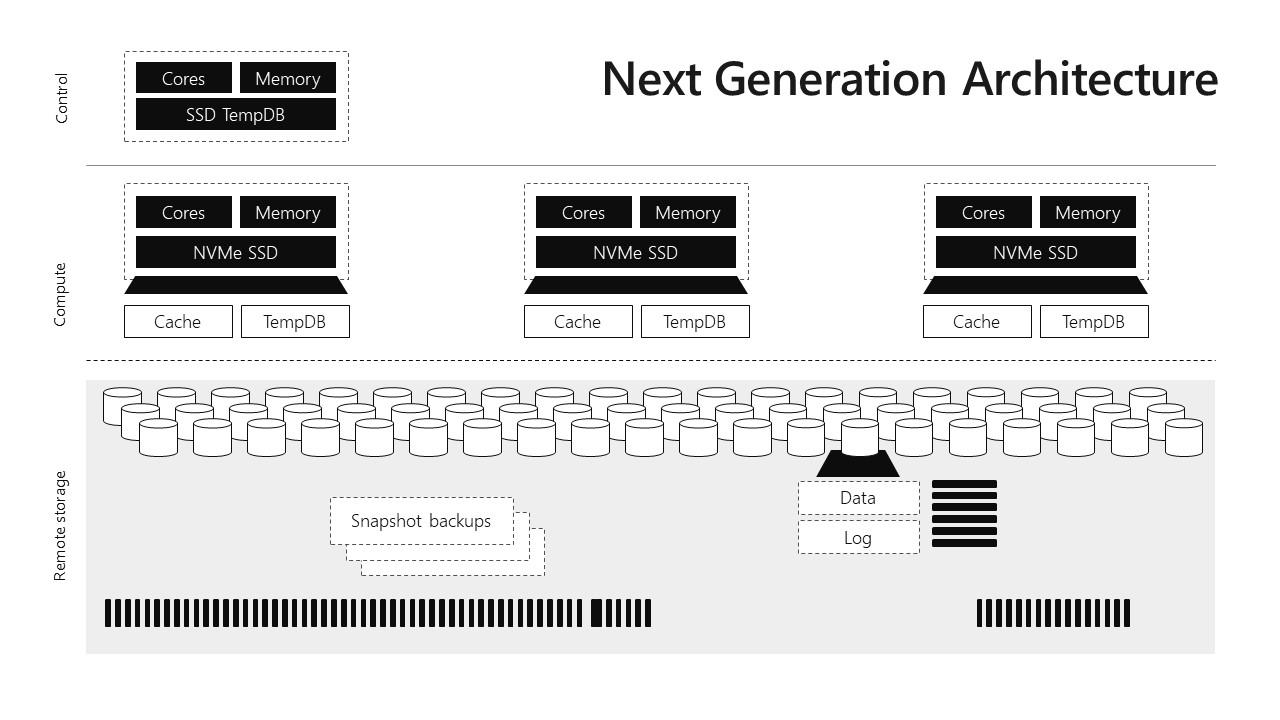 Next Generation Architecture
Control
Cores
Memory
SSD TempDB
Compute
Cores
Memory
NVMe SSD
Cache
TempDB
Cores
Memory
NVMe SSD
Cache
TempDB
Cores
Memory
NVMe SSD
Cache
TempDB
Remote storage
Snapshot backups
Data
Log